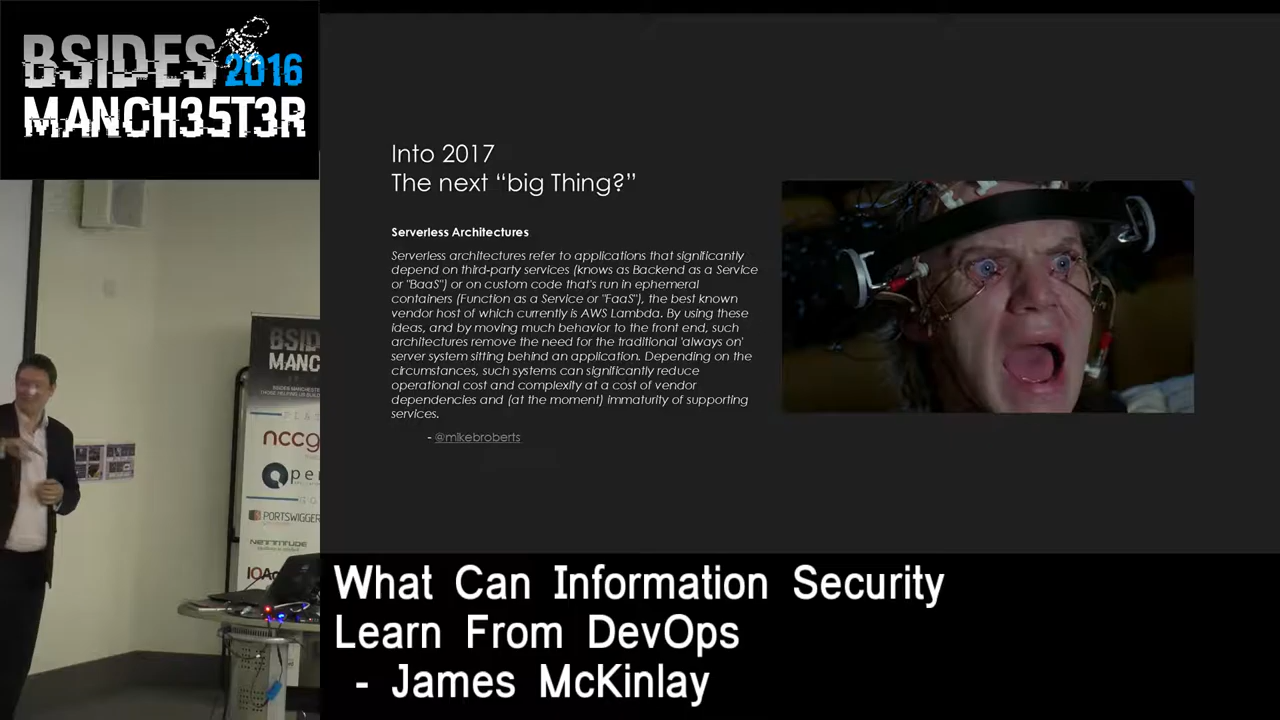 BSIDES 2016
MANCH35T3R
Into 2017
The next “big Thing?”
Serverless Architectures
Serverless architectures refer to applications that significantly
depend on third-party services (knows as Backend as a Service
or "BaaS") or on custom code that's run in ephemeral
containers (Function as a Service or "FaaS"), the best known
vendor host of which currently is AWS Lambda. By using these
ideas, and by moving much behavior to the front end, such
architectures remove the need for the traditional 'always on'
server system sitting behind an application. Depending on the
circumstances, such systems can significantly reduce
operational cost and complexity at a cost of vendor
dependencies and (at the moment) immaturity of supporting
services.
- @mikebroberts
BSIDES
MANC
nccg
pe
PORTSWIGGER
NETTITUDE
IOA
What Can Information Security
Learn From DevOps
- James McKinlay